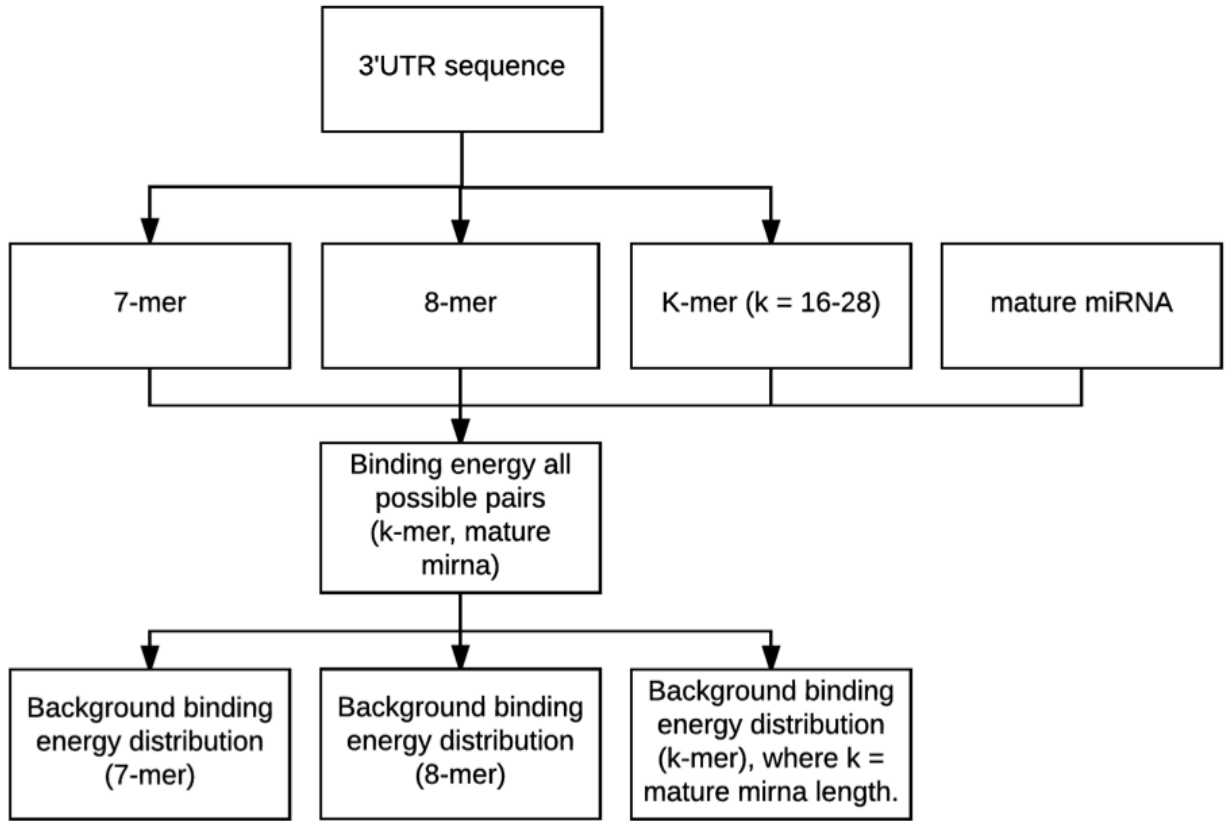 3'UTR sequence
7-mer
8-mer
K-mer (k = 16-28)
mature miRNA
Binding energy all
possible pairs
(k-mer, mature
mirna)
Background binding
energy distribution
(7-mer)
Background binding
energy distribution
(8-mer)
Background binding
energy distribution
(k-mer), where k =
mature mirna length.